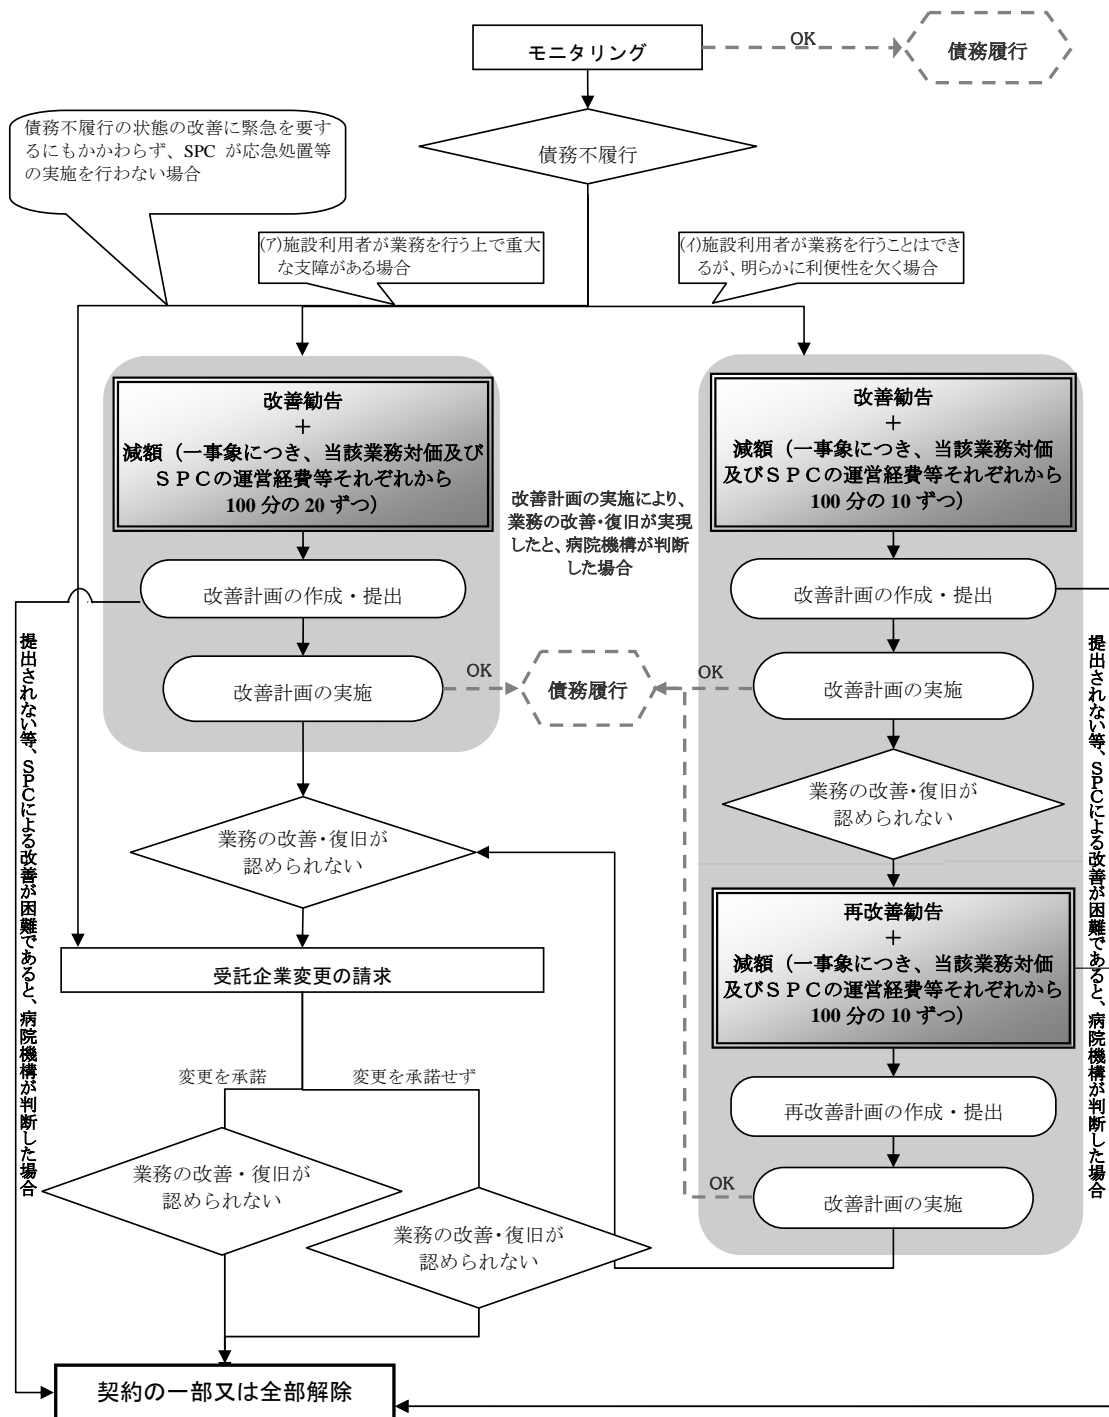 モニタリング
OK
債務履行
債務不履行
債務不履行の状態の改善に緊急を要す
るにもかかわらず、SPC が応急処置等
の実施を行わない場合
(ア)施設利用者が業務を行う上で重大
な支障がある場合
(イ)施設利用者が業務を行うことはでき
るが、明らかに利便性を欠く場合
改善勧告
+
減額（一事象につき、当該業務対価及び
ＳＰＣの運営経費等それぞれから
100 分の 20 ずつ）
改善計画の作成・提出
改善計画の実施
OK
改善計画の実施により、
業務の改善・復旧が実現
したと、病院機構が判断
した場合
債務履行
改善勧告
+
減額（一事象につき、当該業務対価
及びＳＰＣの運営経費等それぞれから
100 分の 10 ずつ）
改善計画の作成・提出
OK
改善計画の実施
業務の改善・復旧が
認められない
再改善勧告
+
減額（一事象につき、当該業務対価
及びＳＰＣの運営経費等それぞれから
100 分の 10 ずつ）
再改善計画の作成・提出
OK
改善計画の実施
提出されない等、ＳＰＣによる改善が困難であると、病院機構が判断した場合
提出されない等、ＳＰＣによる改善が困難であると、病院機構が判断した場合
業務の改善・復旧が
認められない
受託企業変更の請求
変更を承諾
変更を承諾せず
業務の改善・復旧が
認められない
業務の改善・復旧が
認められない
契約の一部又は全部解除